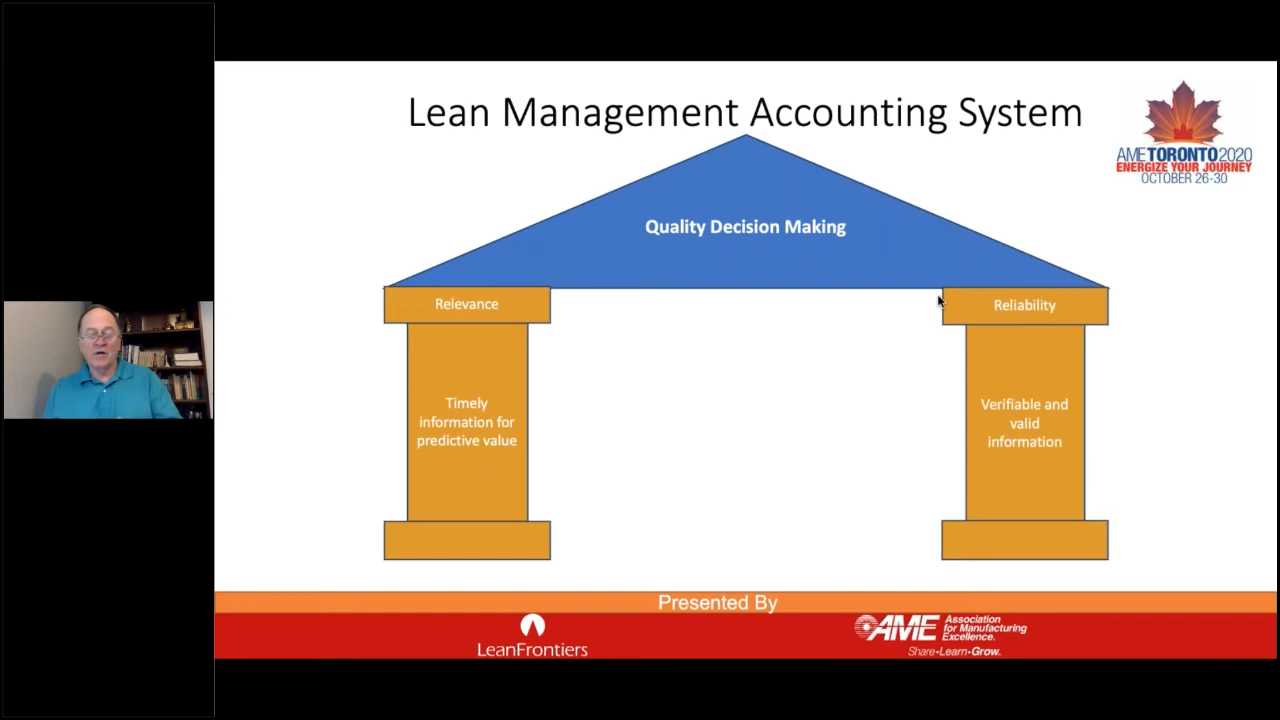 Lean Management Accounting System
AMETORONTO2020
ENERGIZE YOUR JOURNEY
OCTOBER 26-30
Quality Decision Making
Relevance
Reliability
Timely
information for
predictive value
Verifiable and
valid
information
Presented By
LeanFrontiers
AME
Association
for Manufacturing
Excellence.
Share•Learn•Grow.